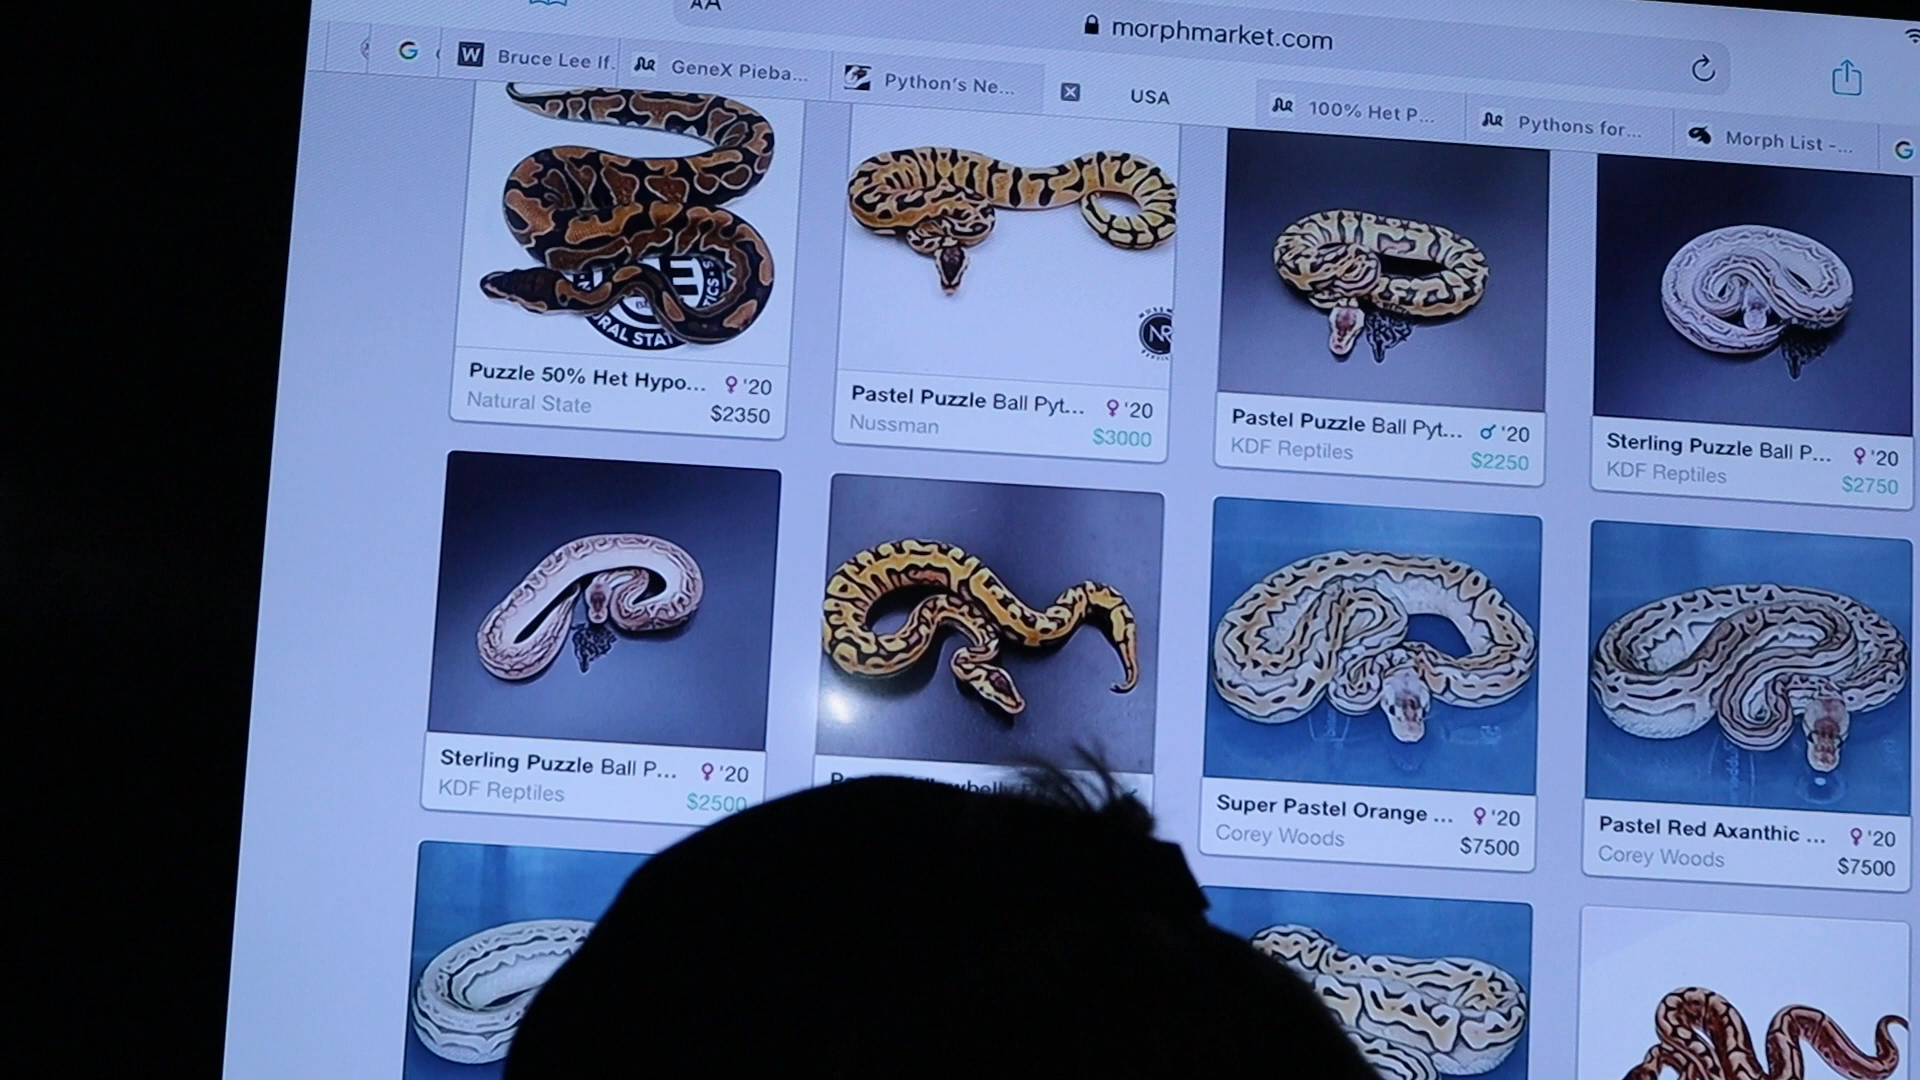 AA
morphmarket.com
Bruce Lee If.
GeneX Pieba...
Python's Ne...
USA
100% Het P...
Pythons for...
Morph List -...
Puzzle 50% Het Hypo... ♀ '20
Natural State
$2350
Pastel Puzzle Ball Pyt... ♀ '20
Nussman
$3000
Pastel Puzzle Ball Pyt... ♂ '20
KDF Reptiles
$2250
Sterling Puzzle Ball P... ♀ '20
KDF Reptiles
$2750
Sterling Puzzle Ball P... ♀ '20
KDF Reptiles
$2500
Super Pastel Orange ... ♀ '20
Corey Woods
$7500
Pastel Red Axanthic ... ♀ '20
Corey Woods
$7500